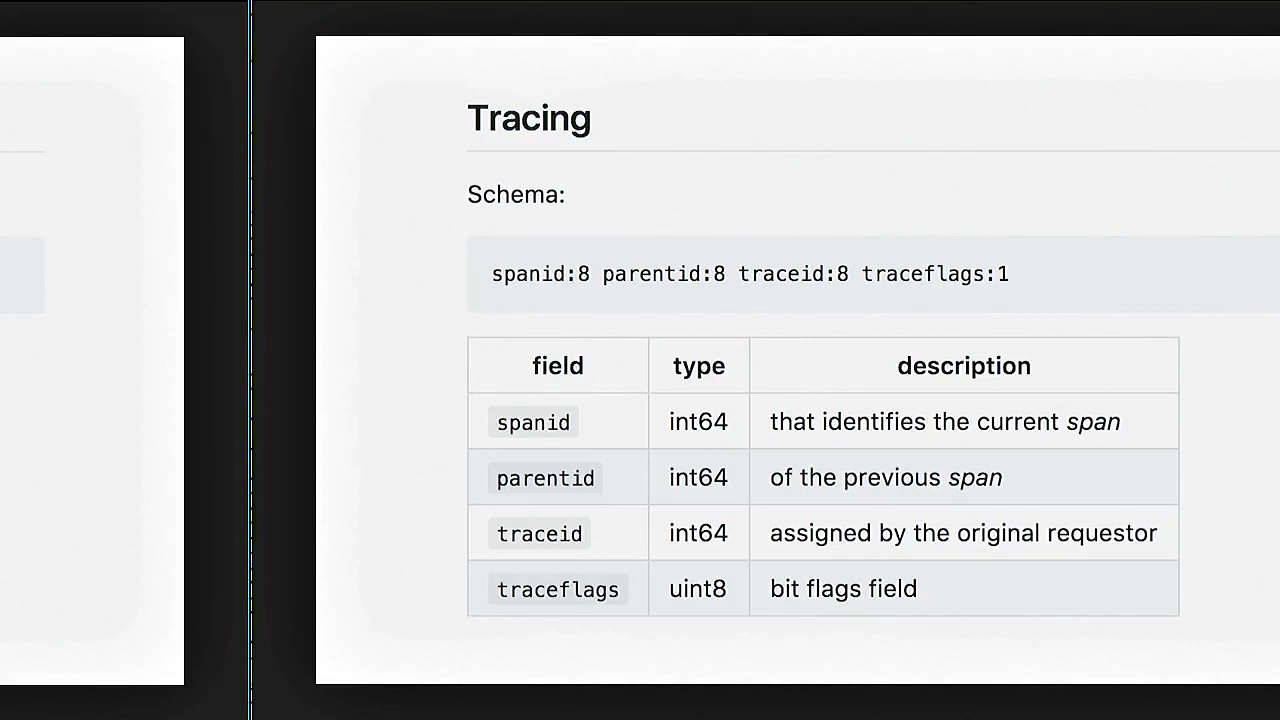 Tracing
Schema:
spanid:8 parentid:8 traceid:8 traceflags:1
field type description
spanid int64 that identifies the current span
parentid int64 of the previous span
traceid int64 assigned by the original requestor
traceflags uint8 bit flags field